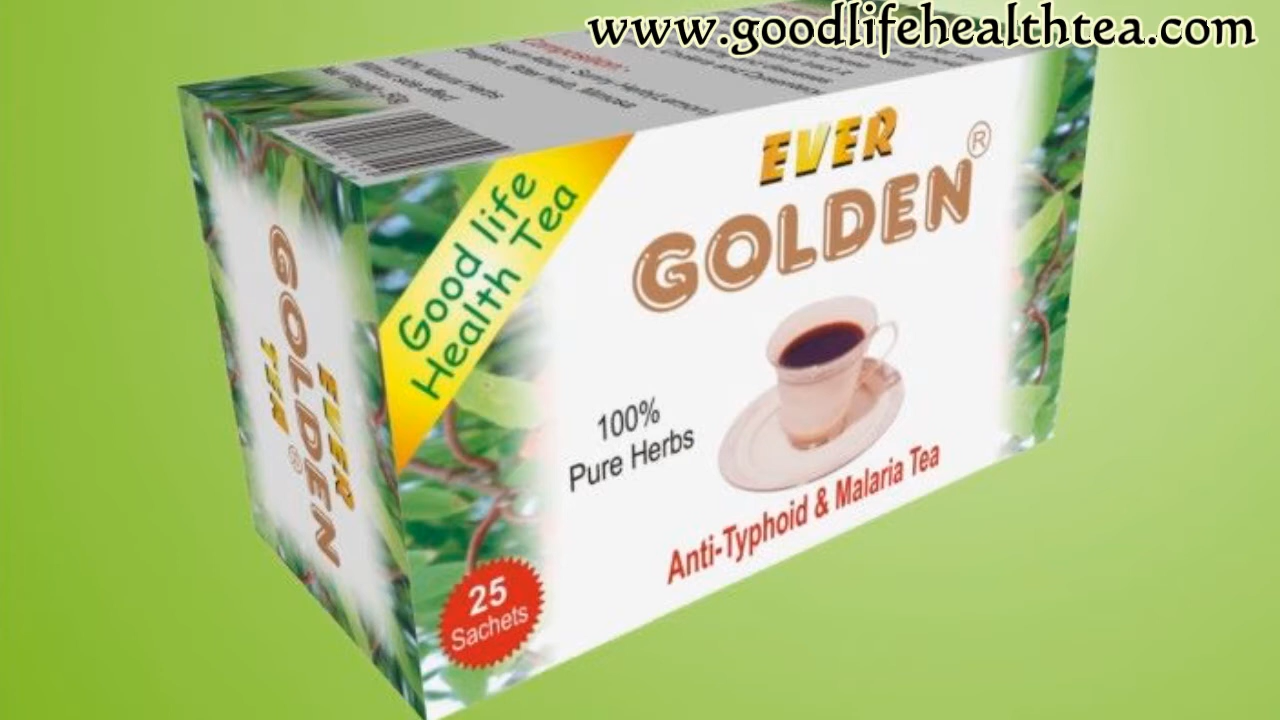 www.goodlifehealthtea.com
Composition:-
EVER
GOLDEN®
Good life
Health Tea
100%
Pure Herbs
Anti-Typhoid & Malaria Tea
25
Sachets
EVER
GOLDEN®
TEA